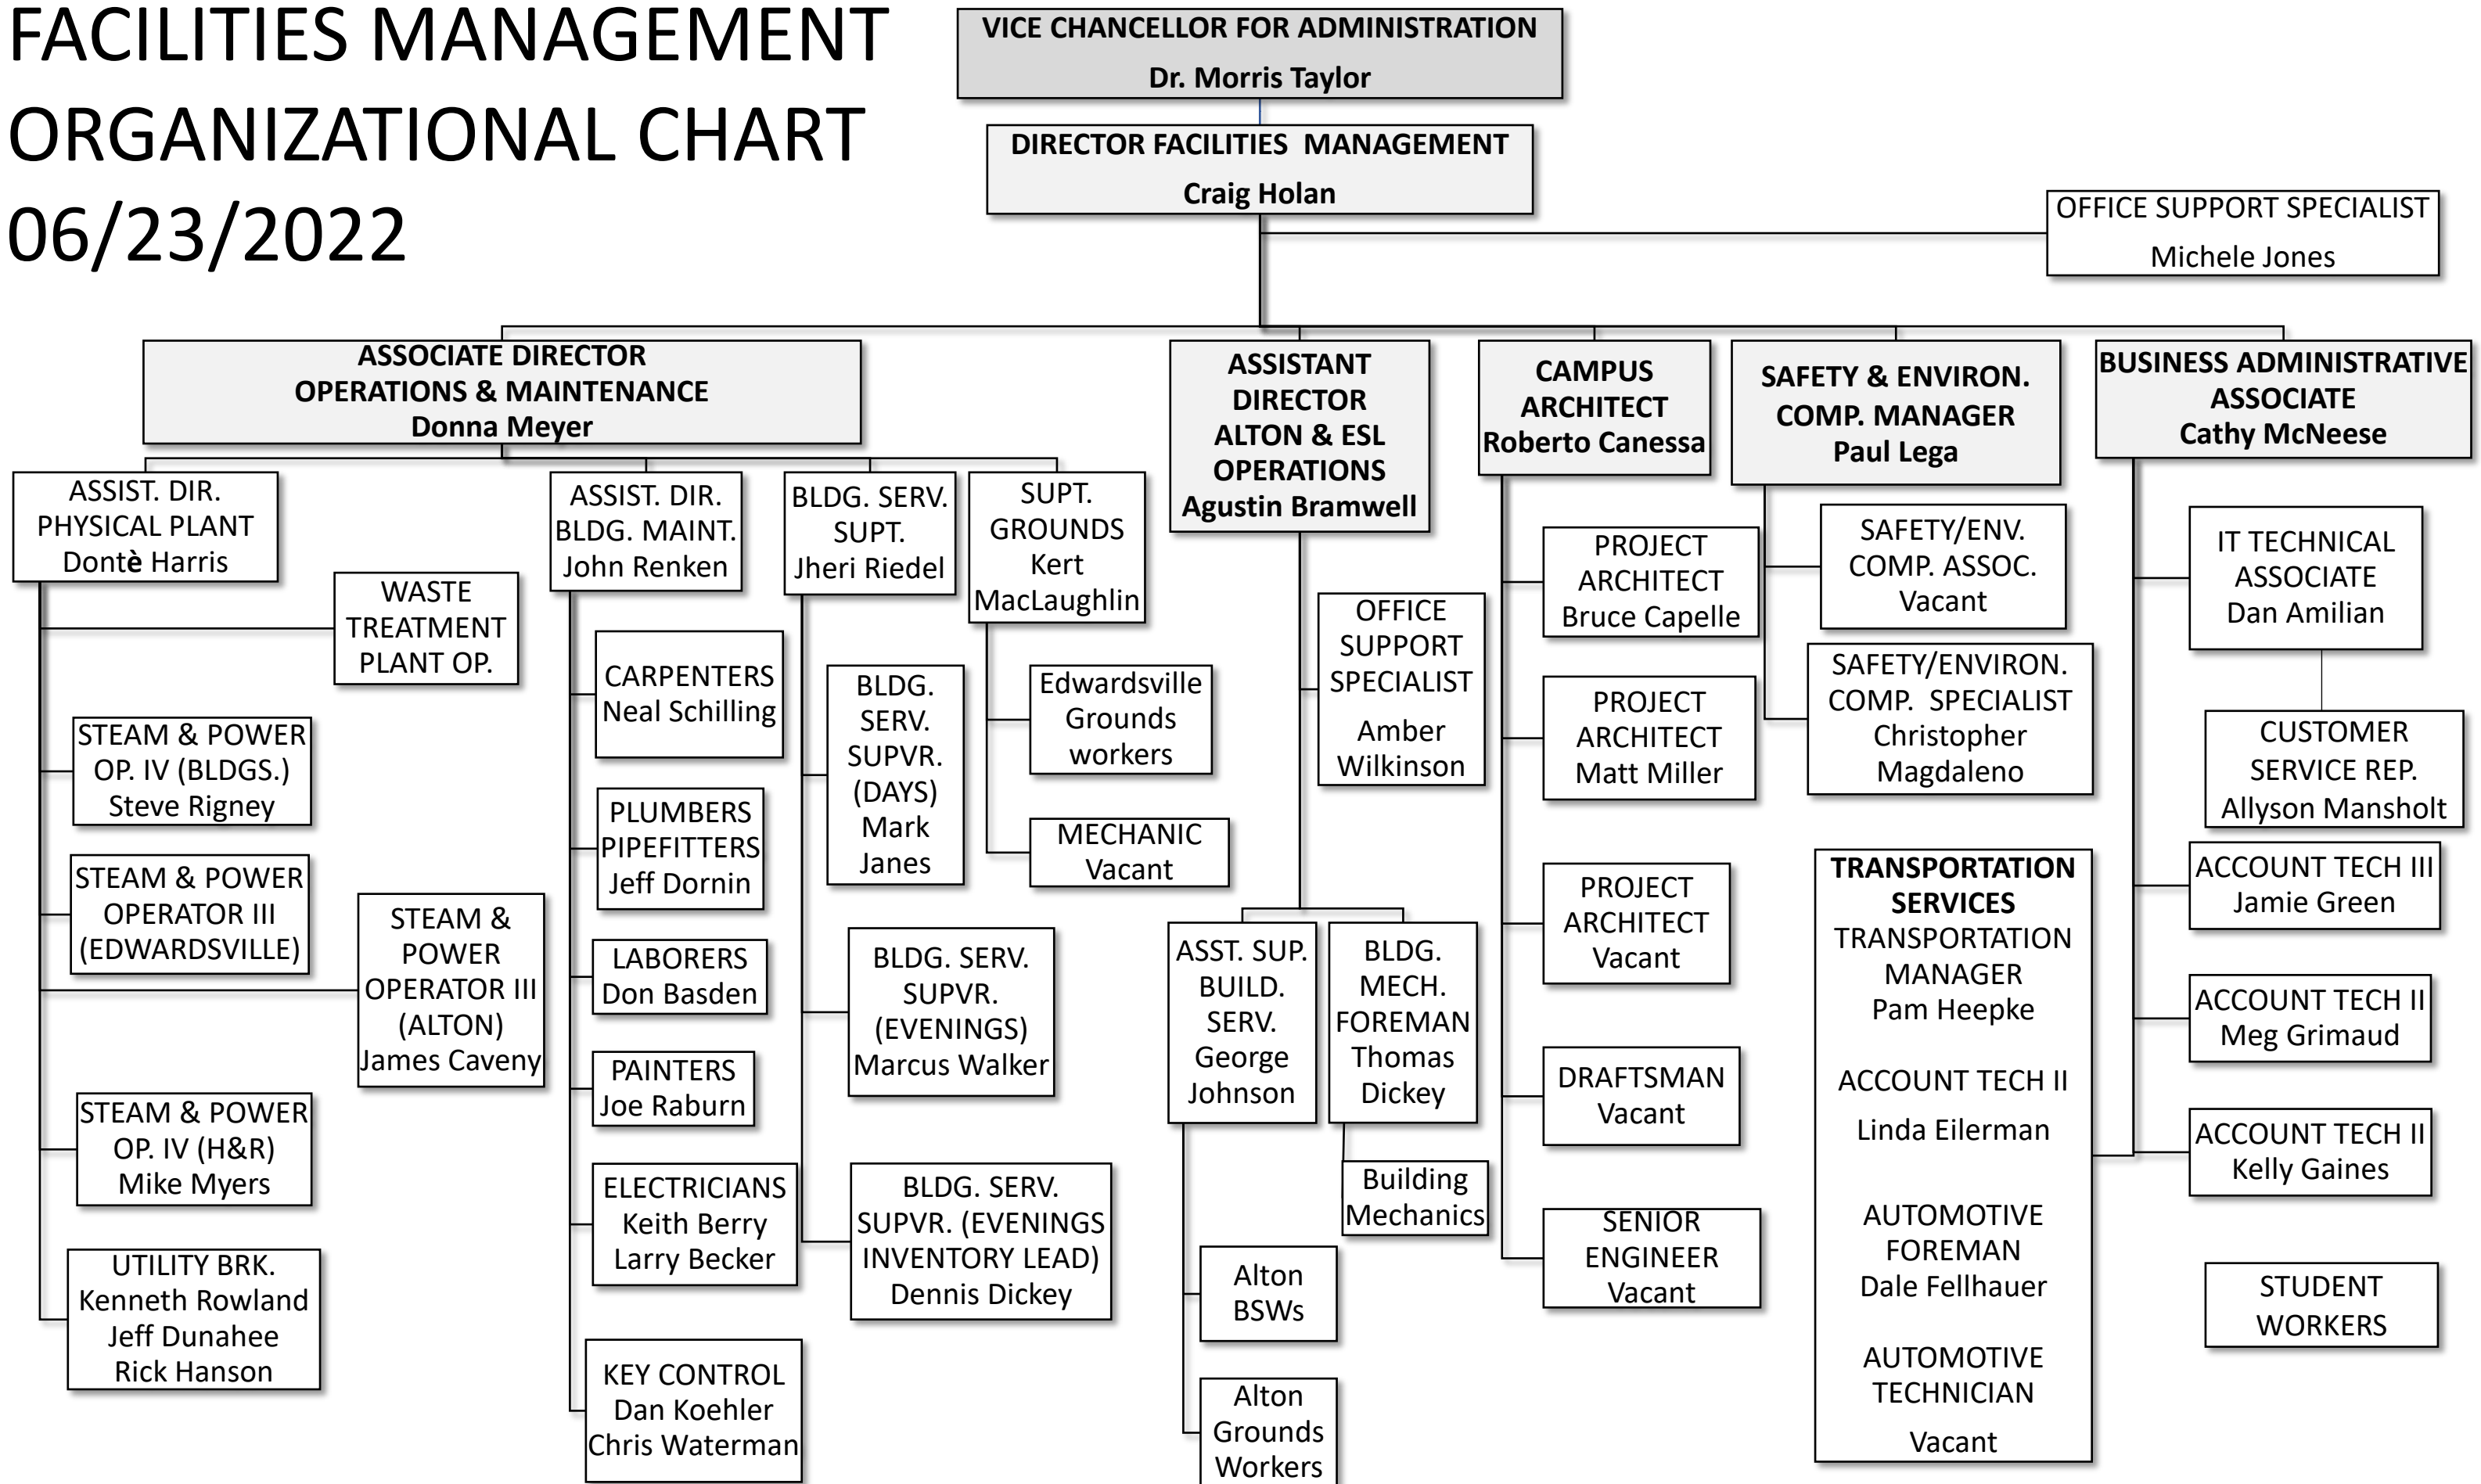 FACILITIES MANAGEMENT
ORGANIZATIONAL CHART
06/23/2022
VICE CHANCELLOR FOR ADMINISTRATION
Dr. Morris Taylor
DIRECTOR FACILITIES MANAGEMENT
Craig Holan
OFFICE SUPPORT SPECIALIST
Michele Jones
ASSOCIATE DIRECTOR
OPERATIONS & MAINTENANCE
Donna Meyer
ASSIST. DIR.
PHYSICAL PLANT
Dontè Harris
WASTE
TREATMENT
PLANT OP.
STEAM & POWER
OP. IV (BLDGS.)
Steve Rigney
STEAM & POWER
OPERATOR III
(EDWARDSVILLE)
STEAM &
POWER
OPERATOR III
(ALTON)
James Caveny
STEAM & POWER
OP. IV (H&R)
Mike Myers
UTILITY BRK.
Kenneth Rowland
Jeff Dunahee
Rick Hanson
ASSIST. DIR.
BLDG. MAINT.
John Renken
CARPENTERS
Neal Schilling
PLUMBERS
PIPEFITTERS
Jeff Dornin
LABORERS
Don Basden
PAINTERS
Joe Raburn
ELECTRICIANS
Keith Berry
Larry Becker
KEY CONTROL
Dan Koehler
Chris Waterman
BLDG. SERV.
SUPT.
Jheri Riedel
BLDG.
SERV.
SUPVR.
(DAYS)
Mark
Janes
BLDG. SERV.
SUPVR.
(EVENINGS)
Marcus Walker
BLDG. SERV.
SUPVR. (EVENINGS
INVENTORY LEAD)
Dennis Dickey
SUPT.
GROUNDS
Kert
MacLaughlin
Edwardsville
Grounds
workers
MECHANIC
Vacant
ASSISTANT
DIRECTOR
ALTON & ESL
OPERATIONS
Agustin Bramwell
OFFICE
SUPPORT
SPECIALIST
Amber
Wilkinson
ASST. SUP.
BUILD.
SERV.
George
Johnson
Alton
BSWs
Alton
Grounds
Workers
BLDG.
MECH.
FOREMAN
Thomas
Dickey
Building
Mechanics
CAMPUS
ARCHITECT
Roberto Canessa
PROJECT
ARCHITECT
Bruce Capelle
PROJECT
ARCHITECT
Matt Miller
PROJECT
ARCHITECT
Vacant
DRAFTSMAN
Vacant
SENIOR
ENGINEER
Vacant
SAFETY & ENVIRON.
COMP. MANAGER
Paul Lega
SAFETY/ENV.
COMP. ASSOC.
Vacant
SAFETY/ENVIRON.
COMP. SPECIALIST
Christopher
Magdaleno
BUSINESS ADMINISTRATIVE
ASSOCIATE
Cathy McNeese
IT TECHNICAL
ASSOCIATE
Dan Amilian
CUSTOMER
SERVICE REP.
Allyson Mansholt
ACCOUNT TECH III
Jamie Green
ACCOUNT TECH II
Meg Grimaud
ACCOUNT TECH II
Kelly Gaines
TRANSPORTATION
SERVICES
TRANSPORTATION
MANAGER
Pam Heepke
ACCOUNT TECH II
Linda Eilerman
AUTOMOTIVE
FOREMAN
Dale Fellhauer
AUTOMOTIVE
TECHNICIAN
Vacant
STUDENT
WORKERS